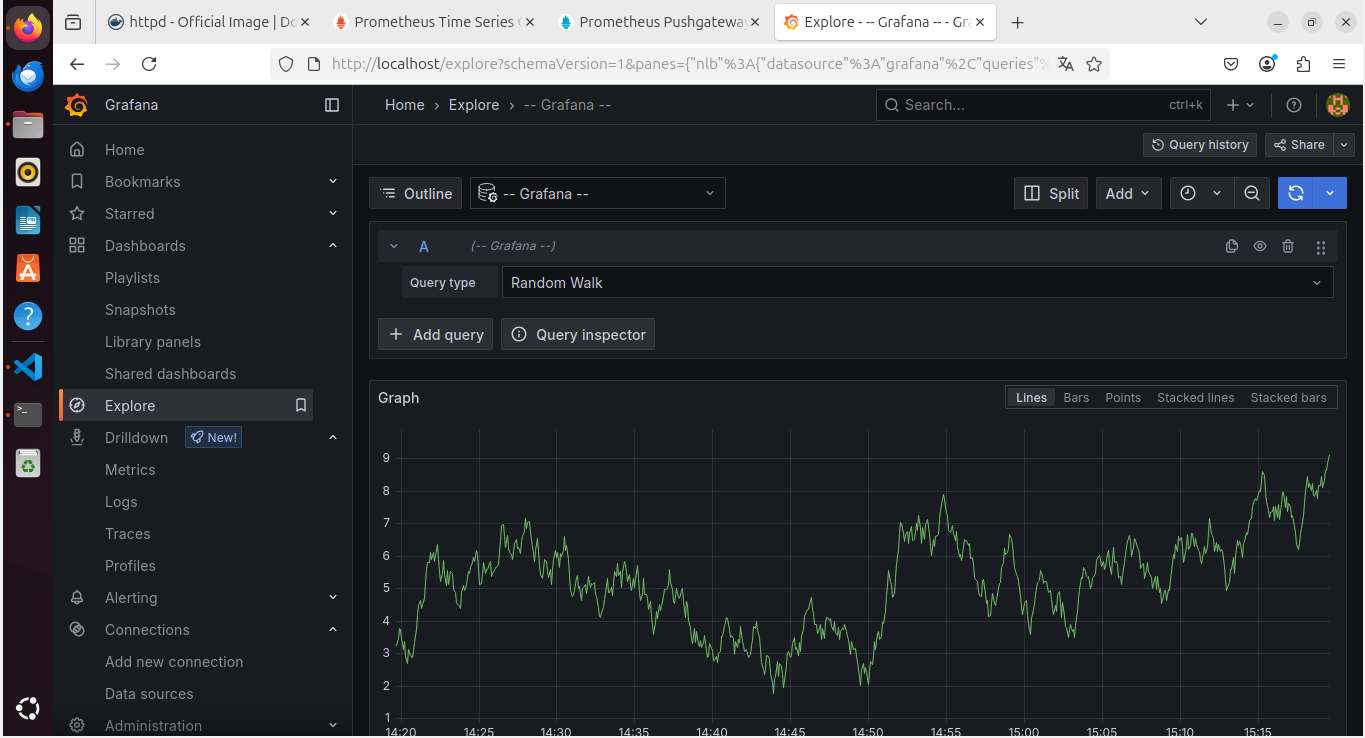 httpd - Official Image | Do
Prometheus Time Series C
Prometheus Pushgateway
Explore - -- Grafana -- - Gra
http://localhost/explore?schemaVersion=1&panes={"nlb"%3A{"datasource"%3A"grafana"%2C"queries"%
Grafana
Home › Explore › -- Grafana --
Search...
ctrl+k
Query history
Share
Home
Bookmarks
Starred
Dashboards
Playlists
Snapshots
Library panels
Shared dashboards
Explore
Drilldown
New!
Metrics
Logs
Traces
Profiles
Alerting
Connections
Add new connection
Data sources
Administration
Outline
-- Grafana --
Split
Add
A
(-- Grafana --)
Query type
Random Walk
+ Add query
Query inspector
Graph
Lines
Bars
Points
Stacked lines
Stacked bars
9
8
7
6
5
4
3
2
1
14:20 14:25 14:30 14:35 14:40 14:45 14:50 14:55 15:00 15:05 15:10 15:15